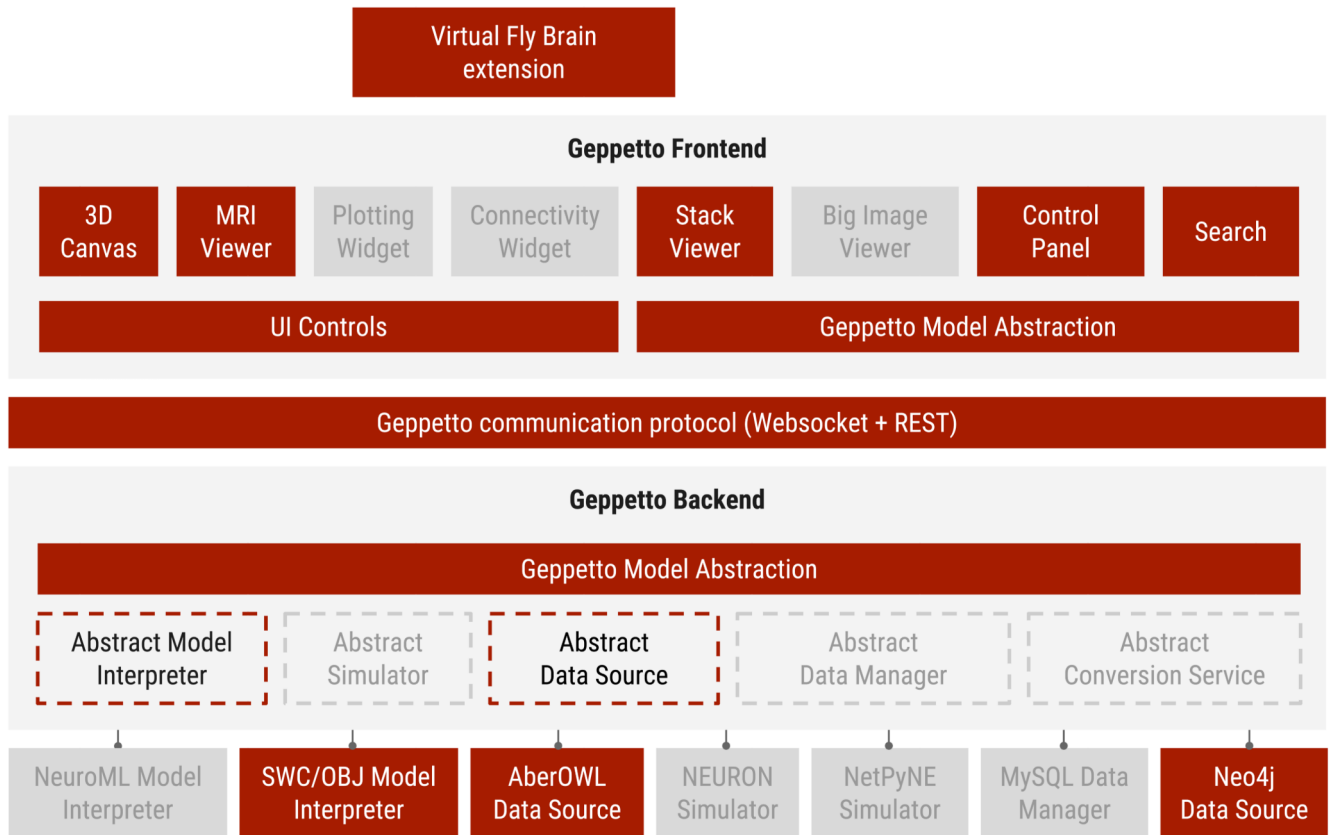 Virtual Fly Brain
extension
Geppetto Frontend
3D
Canvas
MRI
Viewer
Plotting
Widget
Connectivity
Widget
Stack
Viewer
Big Image
Viewer
Control
Panel
Search
UI Controls
Geppetto Model Abstraction
Geppetto communication protocol (Websocket + REST)
Geppetto Backend
Geppetto Model Abstraction
Abstract Model
Interpreter
Abstract
Simulator
Abstract
Data Source
Abstract
Data Manager
Abstract
Conversion Service
NeuroML Model
Interpreter
SWC/OBJ Model
Interpreter
AberOWL
Data Source
NEURON
Simulator
NetPyNE
Simulator
MySQL Data
Manager
Neo4j
Data Source